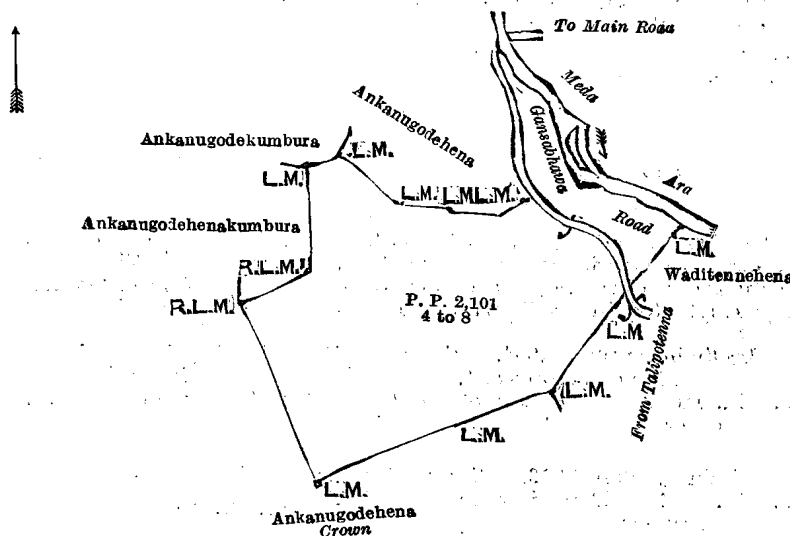 To Main Road
Meda
Ankanugodehena
Ankanugodekumbura
L.M.
L.M.
Gansabhawa
L.M. L.M. L.M.
Ara
Road
Ankanugodehenakumbura
L.M.
R.L.M.
Waditennehena
R.L.M.
P. P. 2,101
4 to 8
L.M.
From Talipotenna
L.M.
L.M.
L.M.
Ankanugodehena
Crown